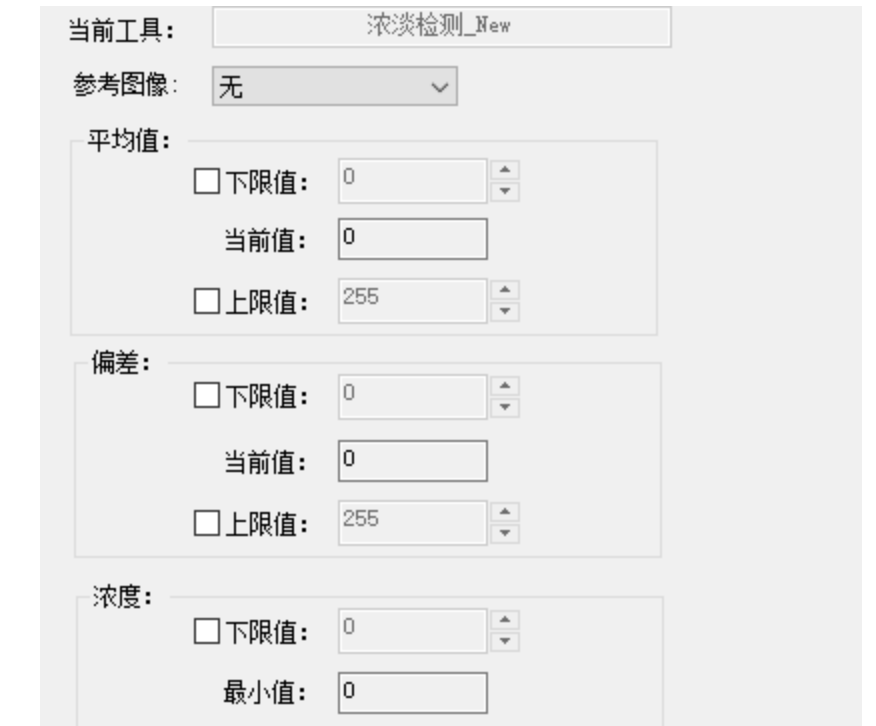 当前工具： 浓淡检测_New
参考图像： 无
平均值：
下限值： 0
当前值： 0
上限值： 255
偏差：
下限值： 0
当前值： 0
上限值： 255
浓度：
下限值： 0
最小值： 0